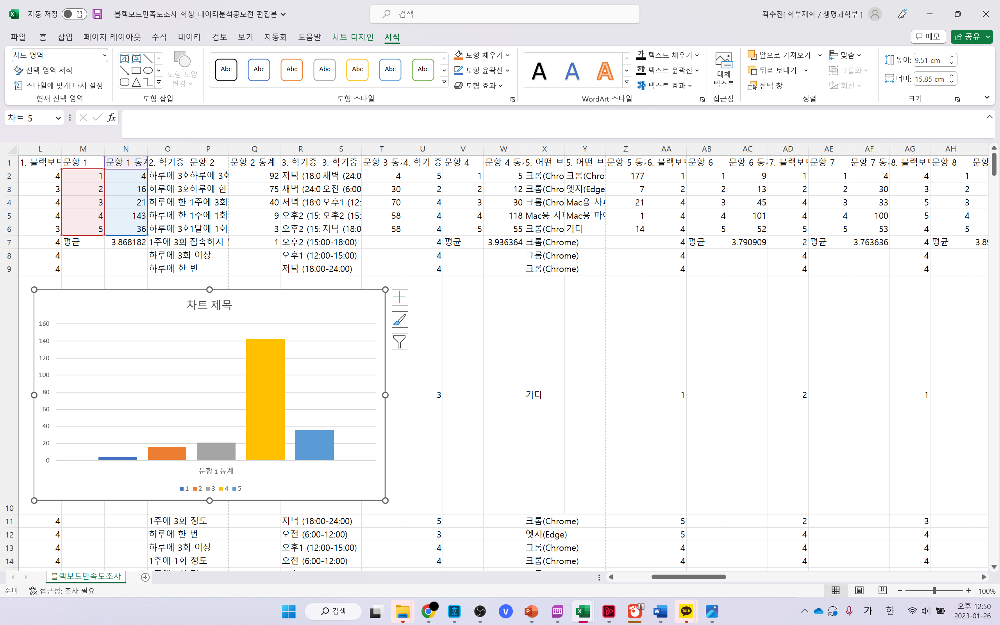 자동 저장 끔 블랙보드만족도조사_학생_데이터분석공모전 편집본 검색 곽수진[ 학부재학 / 생명과학부 ]
파일 홈 삽입 페이지 레이아웃 수식 데이터 검토 보기 자동화 도움말 차트 디자인 서식 메모 공유
차트 영역
선택 영역 서식
스타일에 맞게 다시 설정
현재 선택 영역
도형 모양
변경
도형 삽입
Abc Abc Abc Abc Abc Abc Abc
도형 채우기
도형 윤곽선
도형 효과
도형 스타일
A A A
텍스트 채우기
텍스트 윤곽선
텍스트 효과
WordArt 스타일
대체
텍스트
접근성
앞으로 가져오기
뒤로 보내기
선택 창
맞춤
그룹화
회전
정렬
높이: 9.51 cm
너비: 15.85 cm
크기
차트 5 fx
L M N O P Q R S T U V W X Y Z AA AB AC AD AE AF AG AH
1 1. 블랙보드 문항 1 문항 1 통계 2. 학기중 문항 2 문항 2 통계 3. 학기중 3. 학기중 문항 3 통계 4. 학기 중 문항 4 문항 4 통계 5. 어떤 브 5. 어떤 브 문항 5 통계 6. 블랙보드 문항 6 문항 6 통계 7. 블랙보드 문항 7 문항 7 통계 8. 블랙보드 문항 8 문항
2 4 1 4 하루에 3회 하루에 3회 92 저녁 (18:0 새벽 (24:0 4 5 1 5 크롬(Chro 크롬(Chro 177 1 1 9 1 1 4 4 1
3 3 2 16 하루에 3회 하루에 한 75 새벽 (24:0 오전 (6:00 30 2 2 12 크롬(Chro 엣지(Edge 7 2 2 13 2 2 30 3 2
4 4 3 21 하루에 한 1주에 3회 40 저녁 (18:0 오후1 (12: 70 4 3 30 크롬(Chro Mac용 사파 21 4 3 45 4 3 33 5 3
5 4 4 143 하루에 한 1주에 1회 9 오후2 (15: 오후2 (15: 58 4 4 118 Mac용 사파 Mac용 파이 1 4 4 101 4 4 100 5 4
6 3 5 36 하루에 3회 1달에 1회 3 오후2 (15: 저녁 (18:0 58 4 5 55 크롬(Chro 기타 14 4 5 52 5 5 53 4 5
7 4 평균 3.868182 1주에 3회 접속하지 1 오후2 (15:00-18:00) 4 평균 3.936364 크롬(Chrome) 4 평균 3.790909 2 평균 3.763636 4 평균 3.89
8 4 하루에 3회 이상 오후1 (12:00-15:00) 4 크롬(Chrome) 4 4 4
9 4 하루에 한 번 저녁 (18:00-24:00) 4 크롬(Chrome) 4 4 4
차트 제목
160
140
120
100
80
60
40
20
0
문항 1 통계
1 2 3 4 5
10 3 기타 1 2 1
11 4 1주에 3회 정도 저녁 (18:00-24:00) 5 크롬(Chrome) 5 2 3
12 4 하루에 한 번 오전 (6:00-12:00) 3 엣지(Edge) 5 4 4
13 4 하루에 3회 이상 오후1 (12:00-15:00) 4 크롬(Chrome) 4 4 4
14 4 1주에 1회 정도 오전 (6:00-12:00) 4 크롬(Chrome) 4 4 4
블랙보드만족도조사
준비 접근성: 조사 필요 100%
검색 TALK 가 한 오후 12:50
2023-01-26